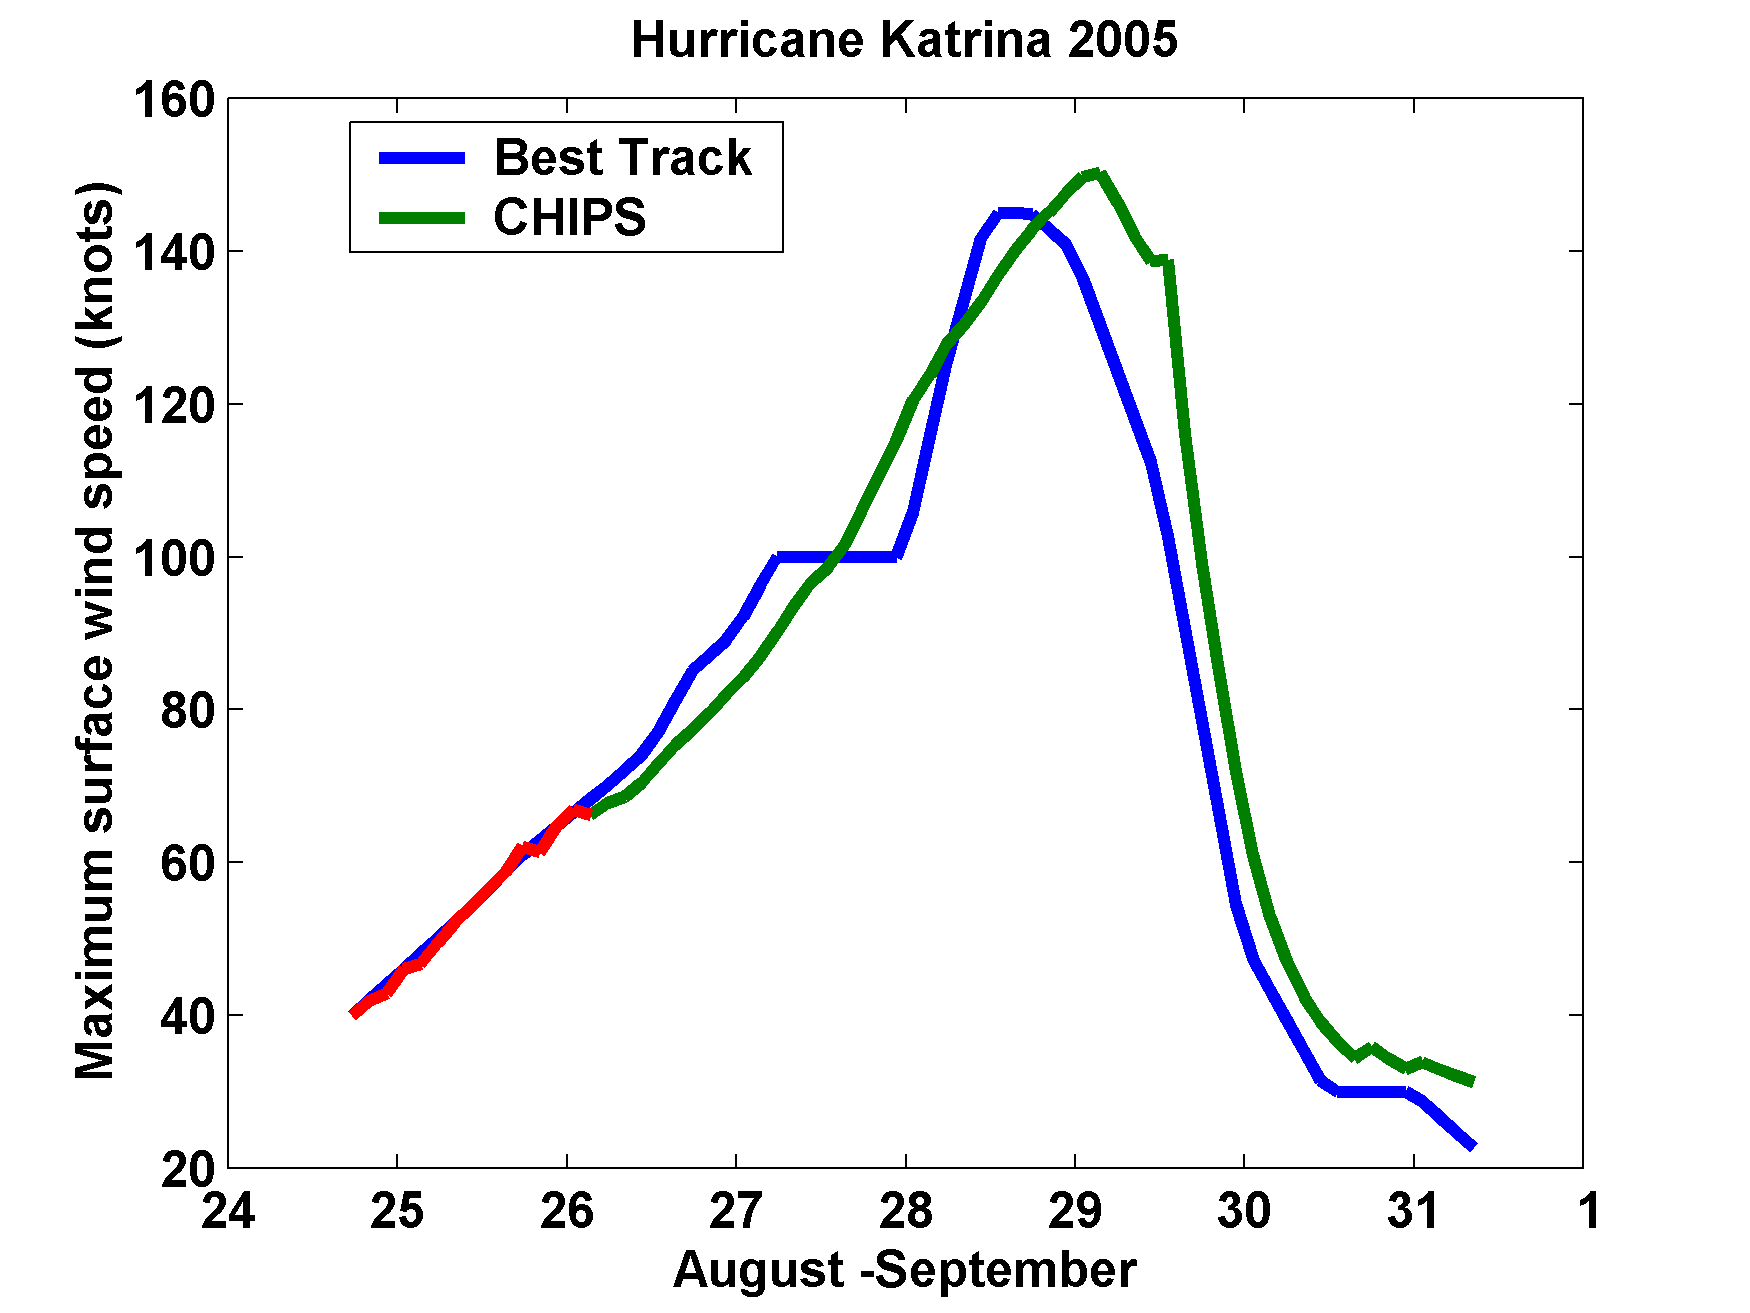 Hurricane Katrina 2005
160
140
120
100
80
60
40
20
Best Track
CHIPS
Maximum surface wind speed (knots)
24 25 26 27 28 29 30 31 1
August -September